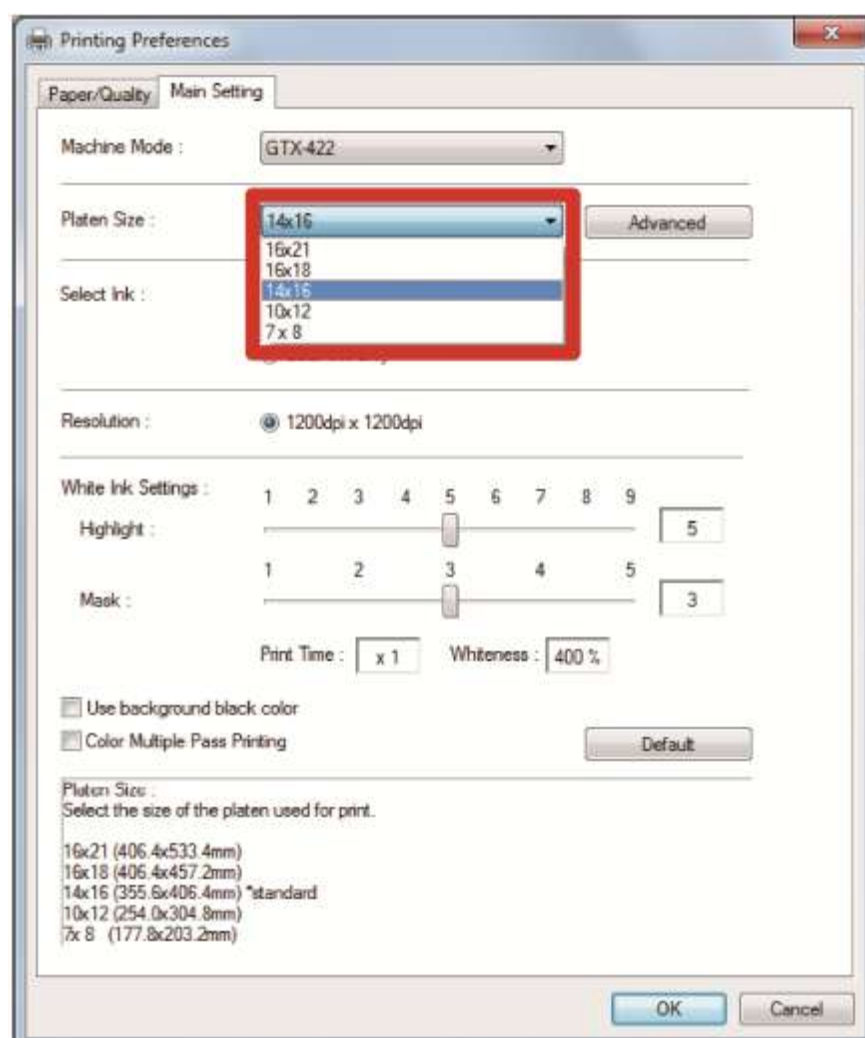 Printing Preferences
Paper/Quality Main Setting
Machine Mode : GTX-422
Platen Size : 14x16 Advanced
16x21
16x18
Select Ink : 14x16
10x12
7 x 8
Resolution : 1200dpi x 1200dpi
White Ink Settings : 1 2 3 4 5 6 7 8 9
Highlight : 5
1 2 3 4 5
Mask : 3
Print Time : x 1 Whiteness : 400 %
Use background black color
Color Multiple Pass Printing Default
Platen Size :
Select the size of the platen used for print.
16x21 (406.4x533.4mm)
16x18 (406.4x457.2mm)
14x16 (355.6x406.4mm) *standard
10x12 (254.0x304.8mm)
7x 8 (177.8x203.2mm)
OK Cancel